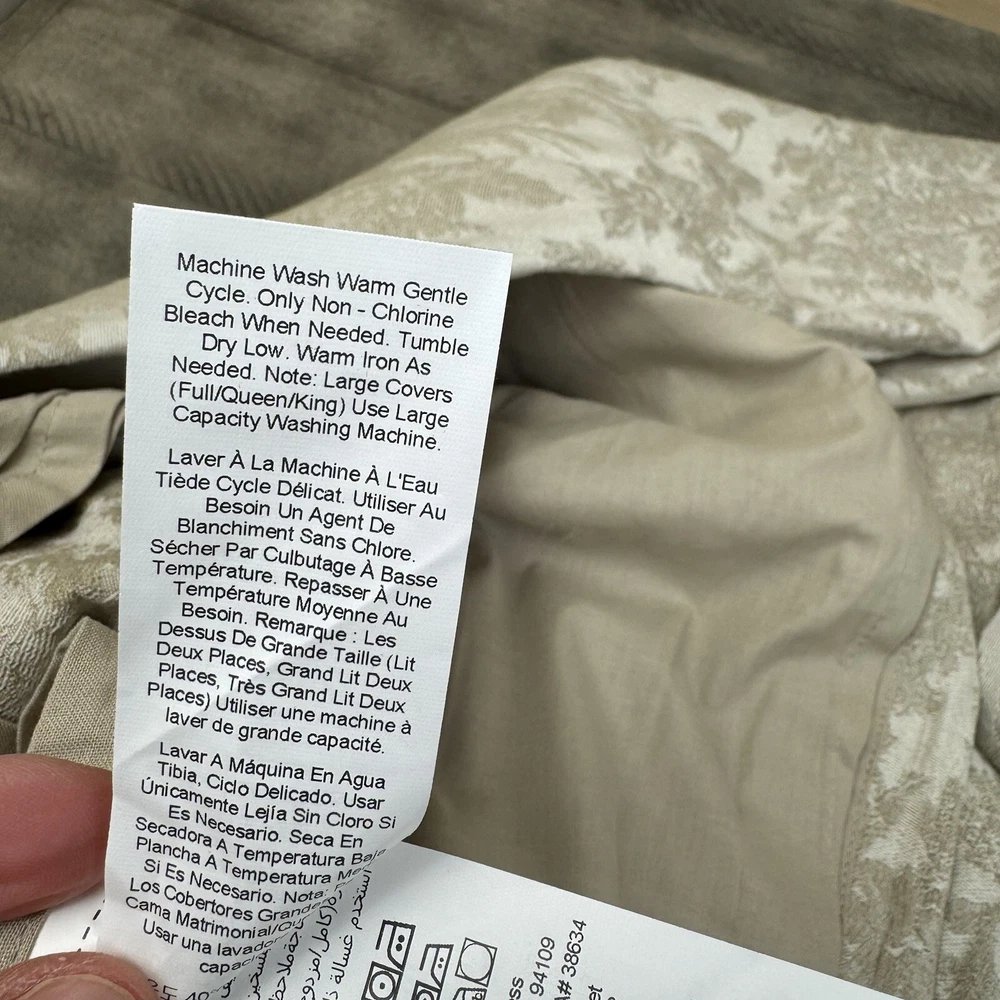 Machine Wash Warm Gentle
Cycle. Only Non - Chlorine
Bleach When Needed. Tumble
Dry Low. Warm Iron As
Needed. Note: Large Covers
(Full/Queen/King) Use Large
Capacity Washing Machine.
Laver À La Machine À L'Eau
Tiède Cycle Délicat. Utiliser Au
Besoin Un Agent De
Blanchiment Sans Chlore.
Sécher Par Culbutage À Basse
Température. Repasser À Une
Température Moyenne Au
Besoin. Remarque : Les
Dessus De Grande Taille (Lit
Deux Places, Grand Lit Deux
Places, Très Grand Lit Deux
Places) Utiliser une machine à
laver de grande capacité.
Lavar A Máquina En Agua
Tibia, Ciclo Delicado. Usar
Únicamente Lejía Sin Cloro Si
Es Necesario. Seca En
Secadora A Temperatura Baja
Plancha A Temperatura
Si Es Necesario. Nota:
Los Cobertores
Cama Matrimonial/
Usar una
94109
A# 38634